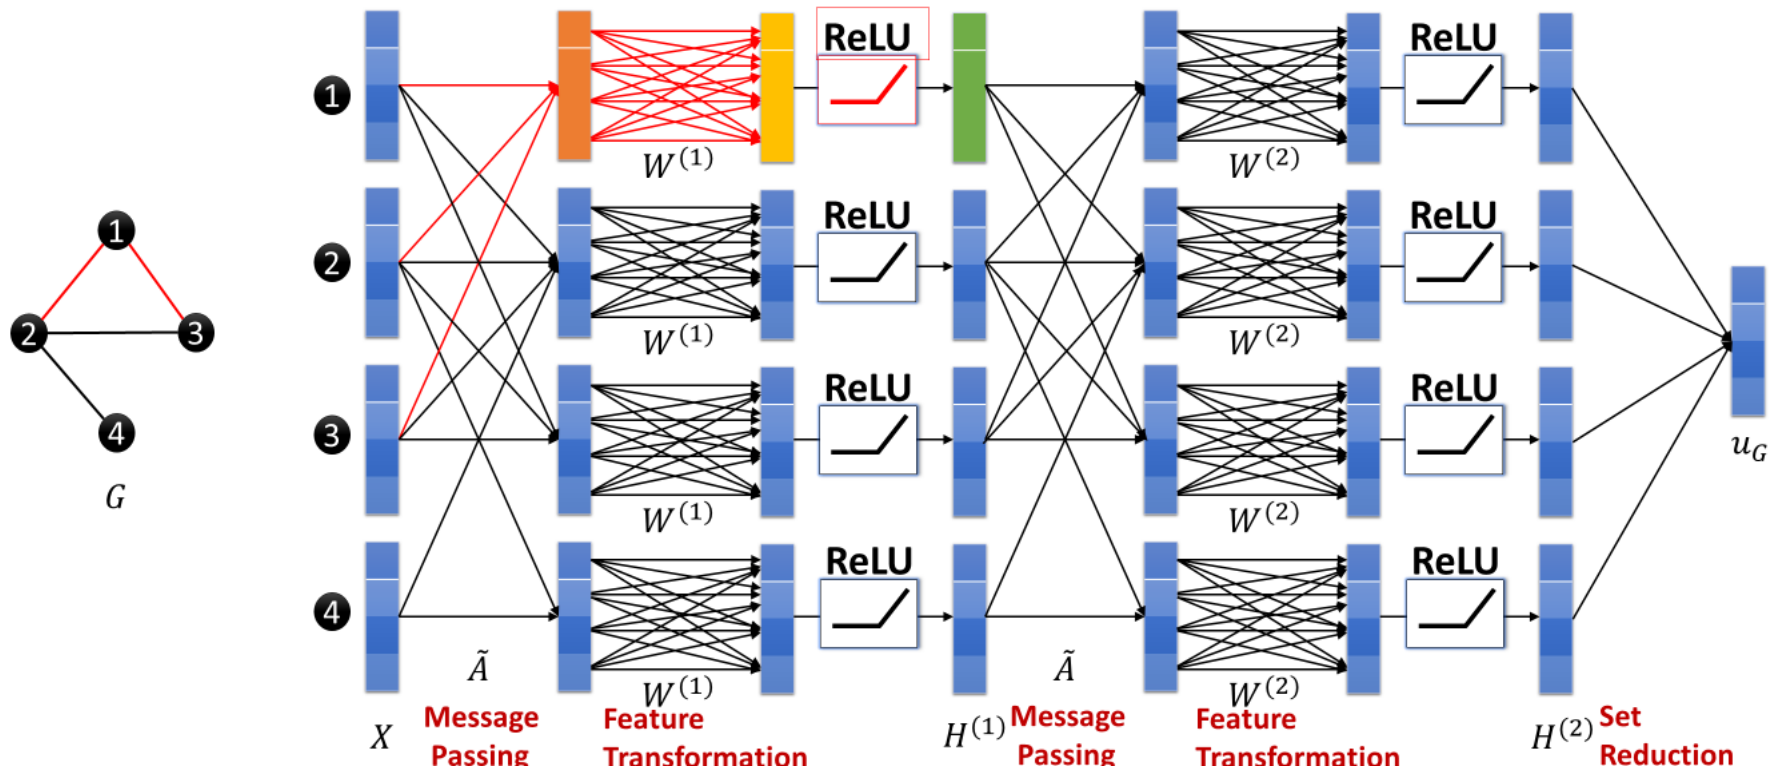 ReLU
ReLU
1
W^{(1)}
W^{(2)}
ReLU
ReLU
1
2
2
3
W^{(1)}
W^{(2)}
ReLU
ReLU
4
3
u_G
G
W^{(1)}
W^{(2)}
ReLU
ReLU
4
Ã
Ã
W^{(1)}
W^{(2)}
X
Message
Passing
Feature
Transformation
H^{(1)}
Message
Passing
Feature
Transformation
H^{(2)}
Set
Reduction